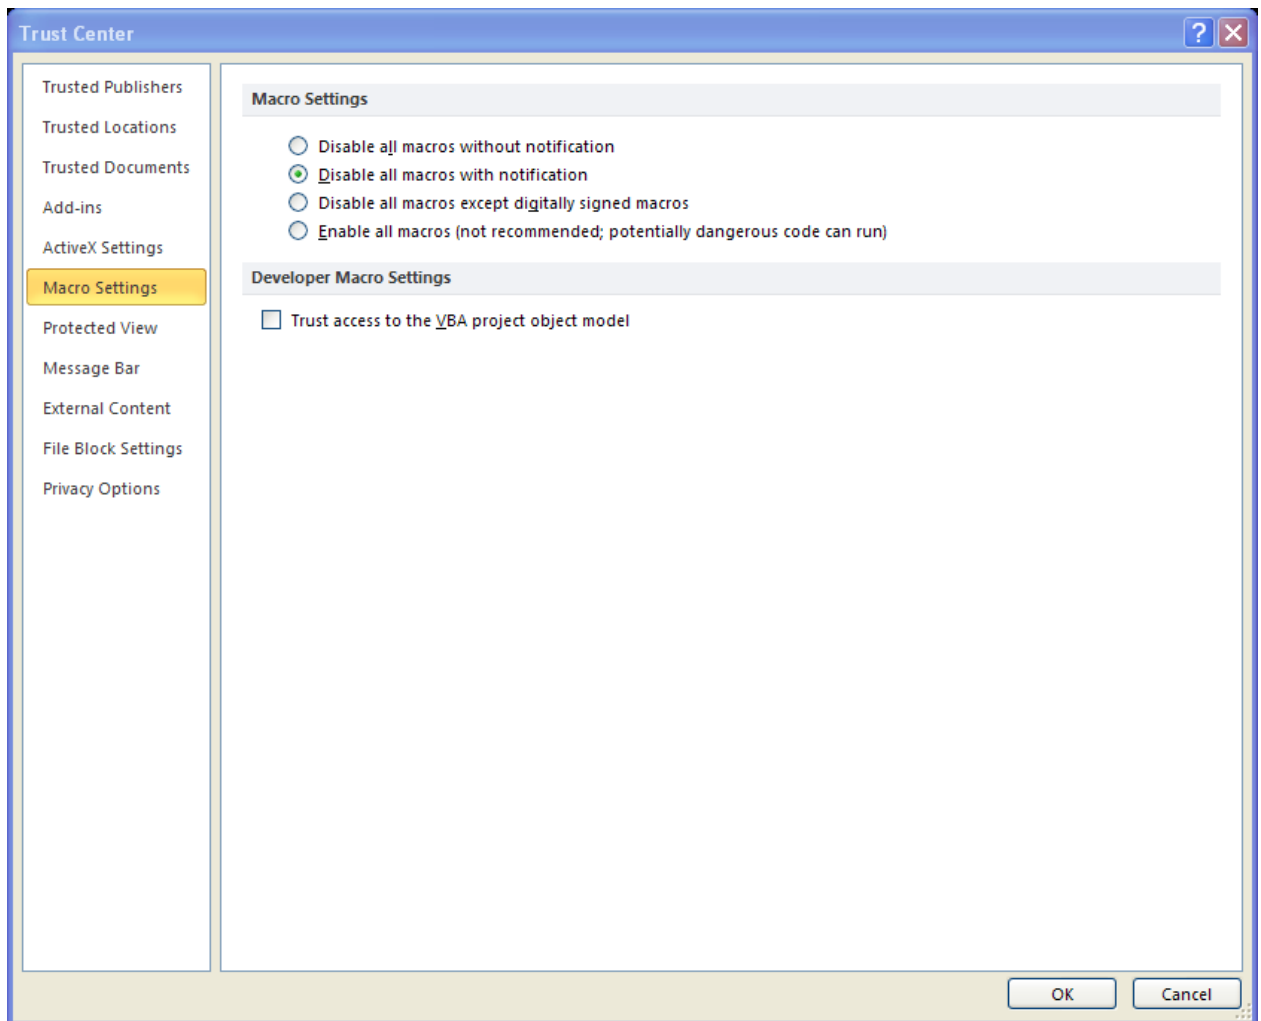 Trust Center
Trusted Publishers
Trusted Locations
Trusted Documents
Add-ins
ActiveX Settings
Macro Settings
Protected View
Message Bar
External Content
File Block Settings
Privacy Options
Macro Settings
Disable all macros without notification
Disable all macros with notification
Disable all macros except digitally signed macros
Enable all macros (not recommended; potentially dangerous code can run)
Developer Macro Settings
Trust access to the VBA project object model
OK
Cancel